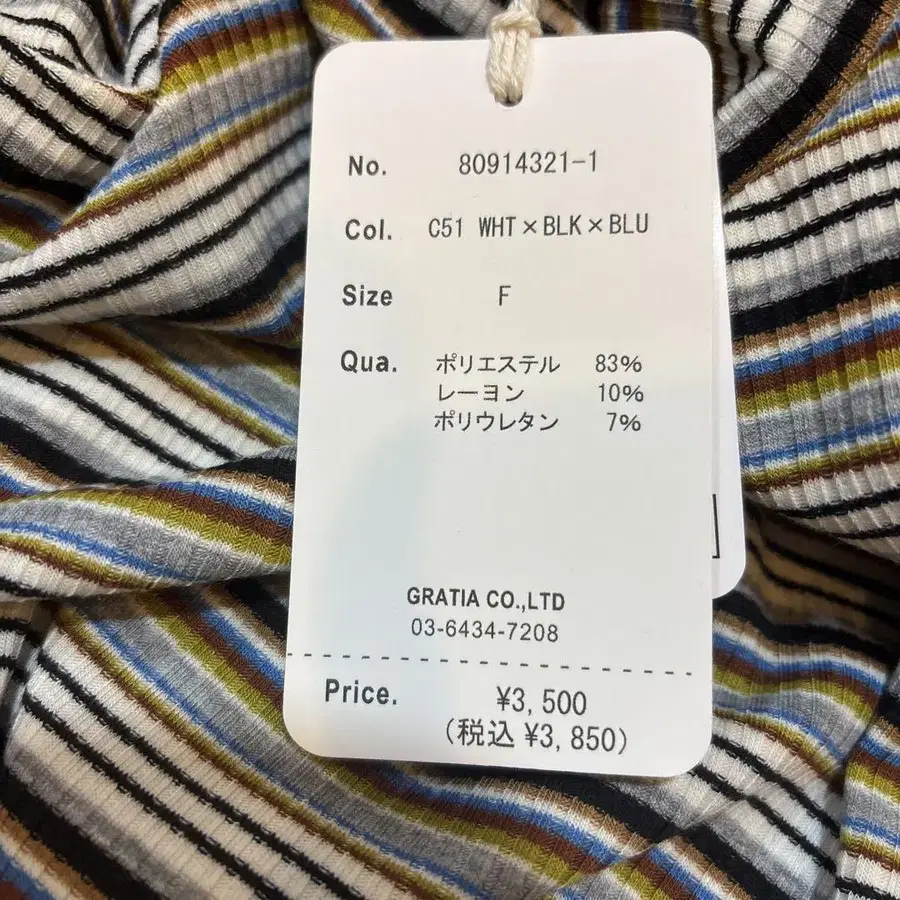 No. 80914321-1
Col. C51 WHT×BLK×BLU
Size F
Qua. ポリエステル 83%
レーヨン 10%
ポリウレタン 7%
GRATIA CO.,LTD
03-6434-7208
Price. ¥3,500
(税込 ¥3,850)